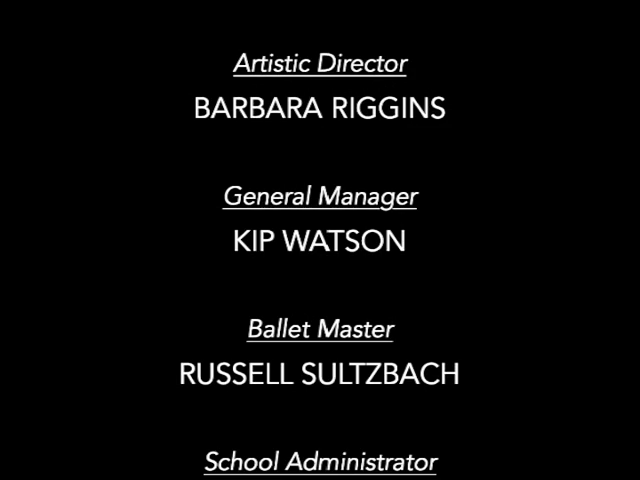 Artistic Director
BARBARA RIGGINS
General Manager
KIP WATSON
Ballet Master
RUSSELL SULTZBACH
School Administrator